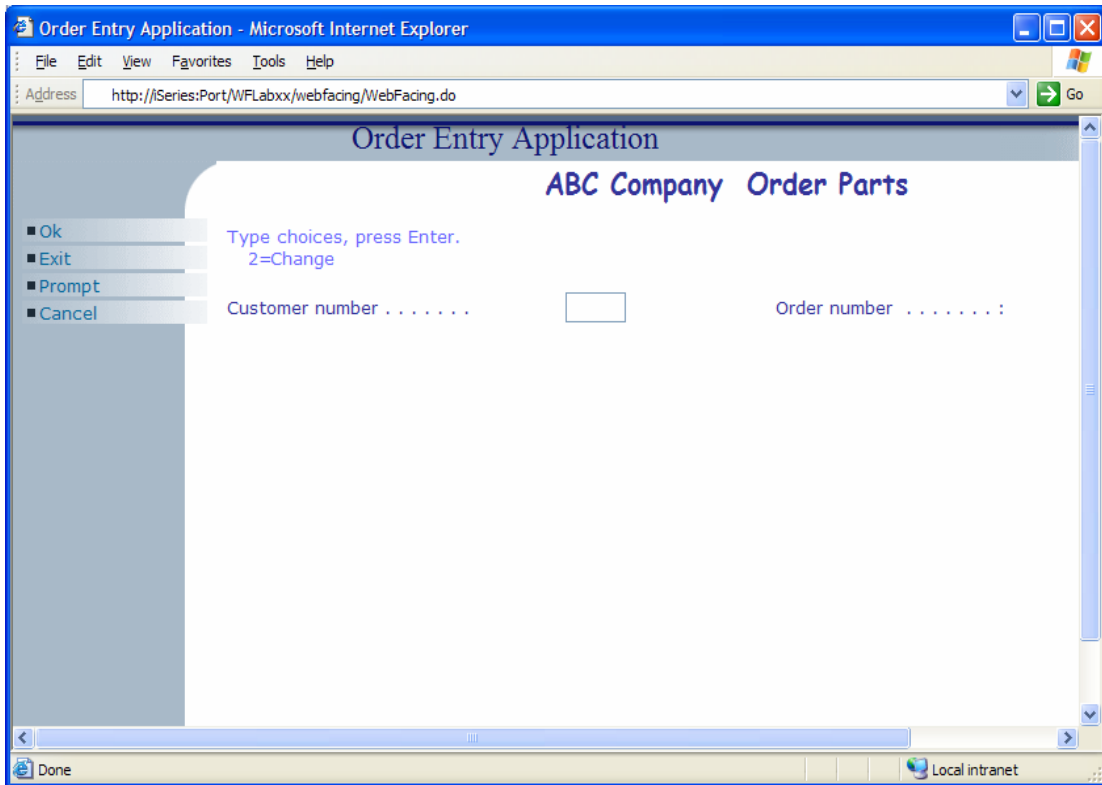 Order Entry Application - Microsoft Internet Explorer
File Edit View Favorites Tools Help
Address http://iSeries:Port/WFLabxx/webfacing/WebFacing.do Go
Order Entry Application
ABC Company Order Parts
Ok
Exit
Prompt
Cancel
Type choices, press Enter.
2=Change
Customer number . . . . . . . Order number . . . . . . . :
Done Local intranet